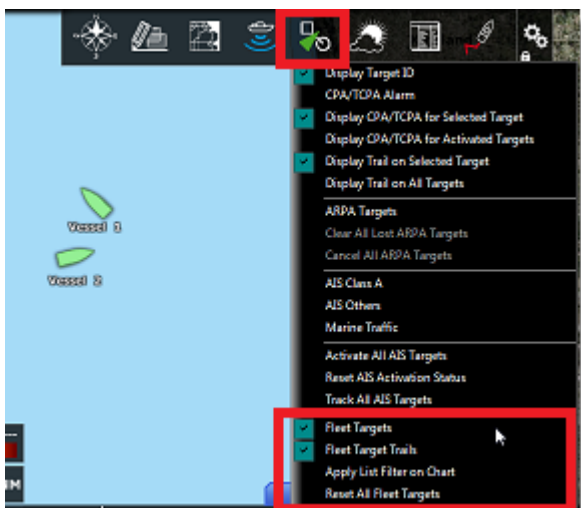 and
Display Target ID
CPA/TCPA Alarm
Display CPA/TCPA for Selected Target
Display CPA/TCPA for Activated Targets
Display Trail on Selected Target
Display Trail on All Targets
ARPA Targets
Clear All Lost ARPA Targets
Cancel All ARPA Targets
AIS Class A
AIS Others
Marine Traffic
Activate All AIS Targets
Reset AIS Activation Status
Track All AIS Targets
Fleet Targets
Fleet Target Trails
Apply List Filter on Chart
Reset All Fleet Targets
Vessel 1
Vessel 2